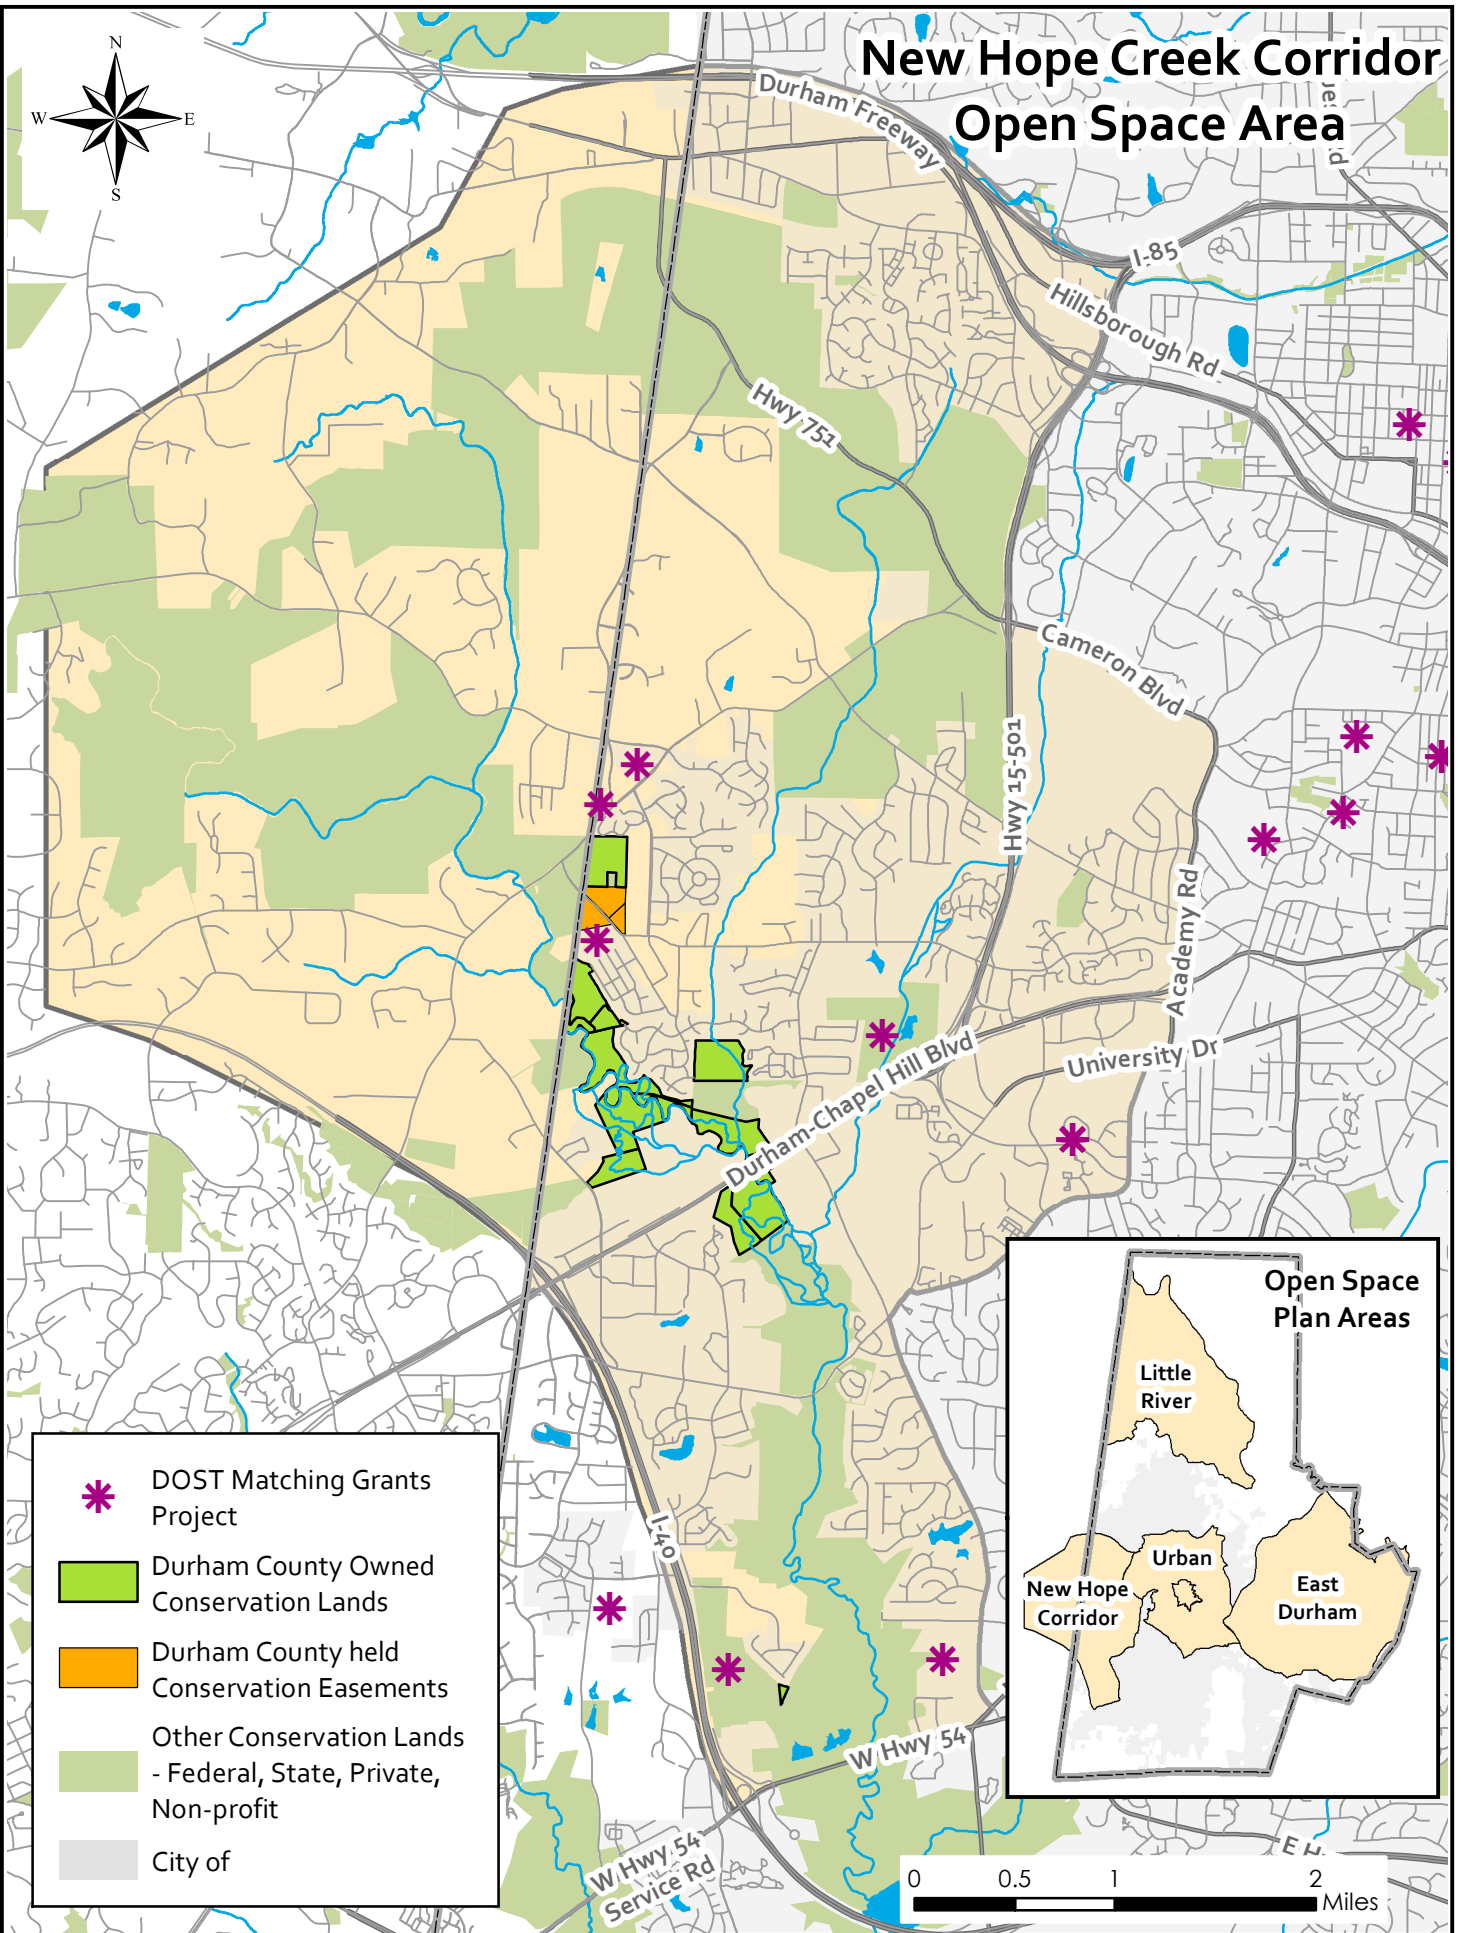 New Hope Creek Corridor
Open Space Area
N
W
E
S
Durham Freeway
I-85
Hillsborough Rd
Hwy 751
Cameron Blvd
Hwy 15-501
Academy Rd
University Dr
Durham-Chapel Hill Blvd
I-40
W Hwy 54
W Hwy 54
Service Rd
E H
Open Space
Plan Areas
Little
River
Urban
New Hope
Corridor
East
Durham
DOST Matching Grants
Project
Durham County Owned
Conservation Lands
Durham County held
Conservation Easements
Other Conservation Lands
- Federal, State, Private,
Non-profit
City of
0 0.5 1 2
Miles